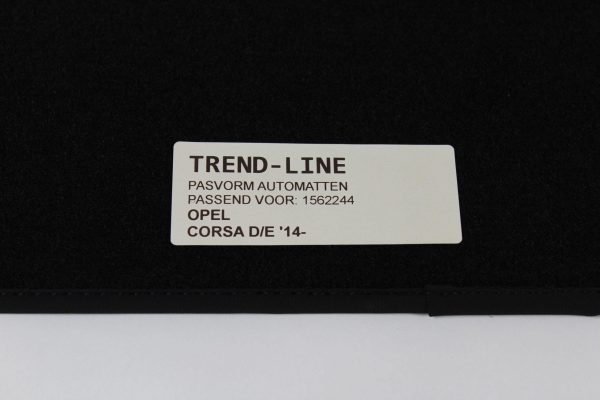 TREND-LINE
PASVORM AUTOMATTEN
PASSEND VOOR: 1562244
OPEL
CORSA D/E '14-